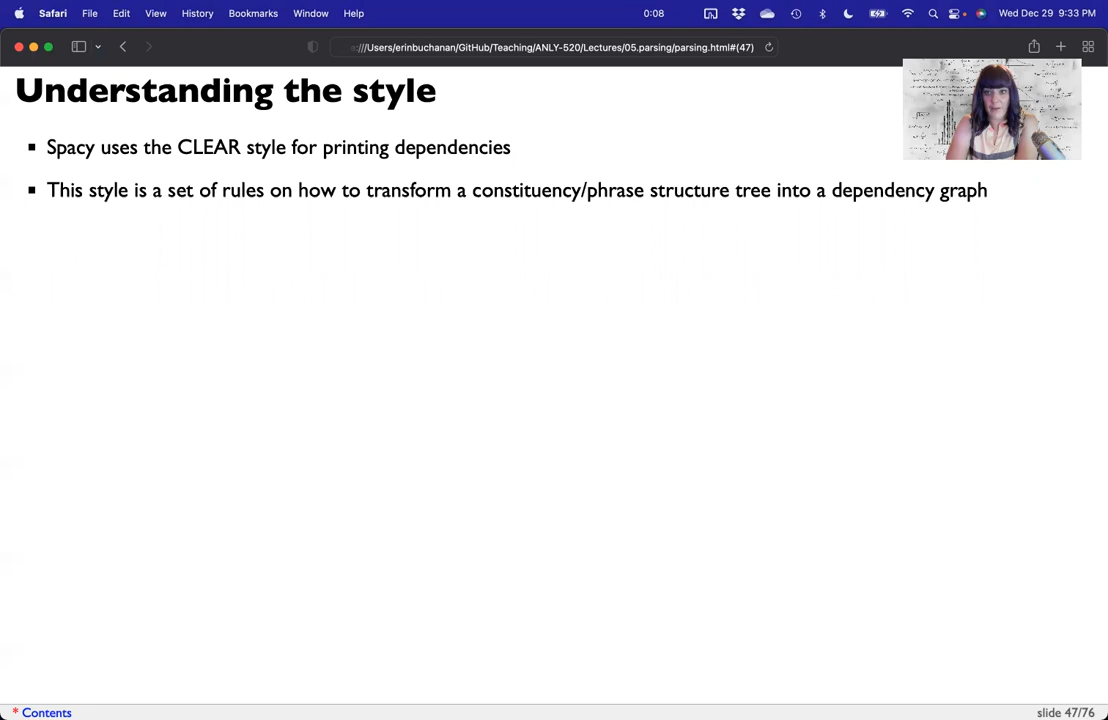 Safari File Edit View History Bookmarks Window Help 0:08 Wed Dec 29 9:33 PM
:///Users/erinbuchanan/GitHub/Teaching/ANLY-520/Lectures/05.parsing/parsing.html#(47)
Understanding the style
▪ Spacy uses the CLEAR style for printing dependencies
▪ This style is a set of rules on how to transform a constituency/phrase structure tree into a dependency graph
* Contents
slide 47/76